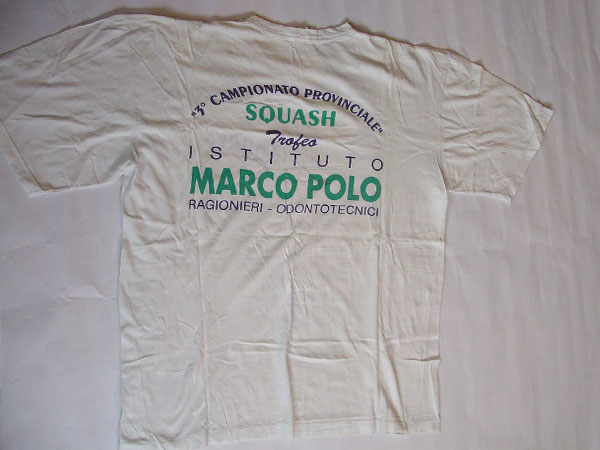 "3° CAMPIONATO PROVINCIALE"
SQUASH
Trofeo
ISTITUTO
MARCO POLO
RAGIONIERI - ODONTOTECNICI